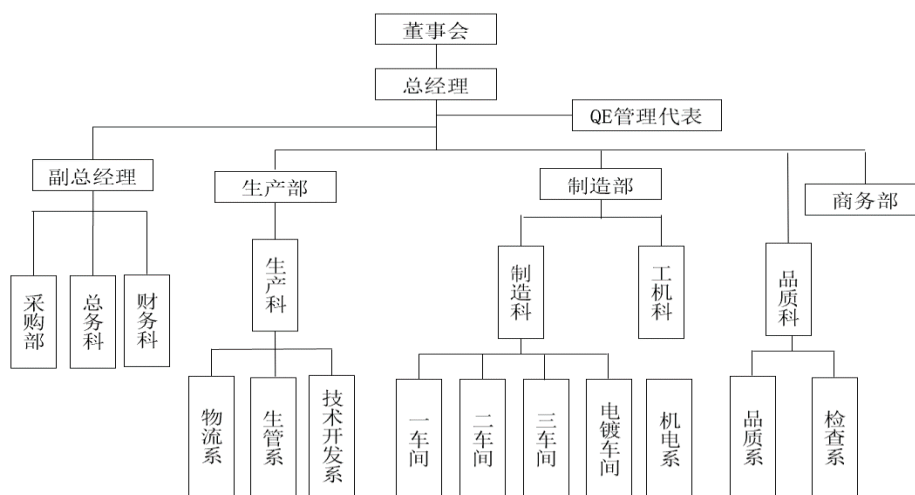 董事会
总经理
QE管理代表
副总经理
生产部
制造部
商务部
采购部
总务科
财务科
生产科
制造科
工机科
品质科
物流系
生管系
技术开发系
一车间
二车间
三车间
电镀车间
机电系
品质系
检查系